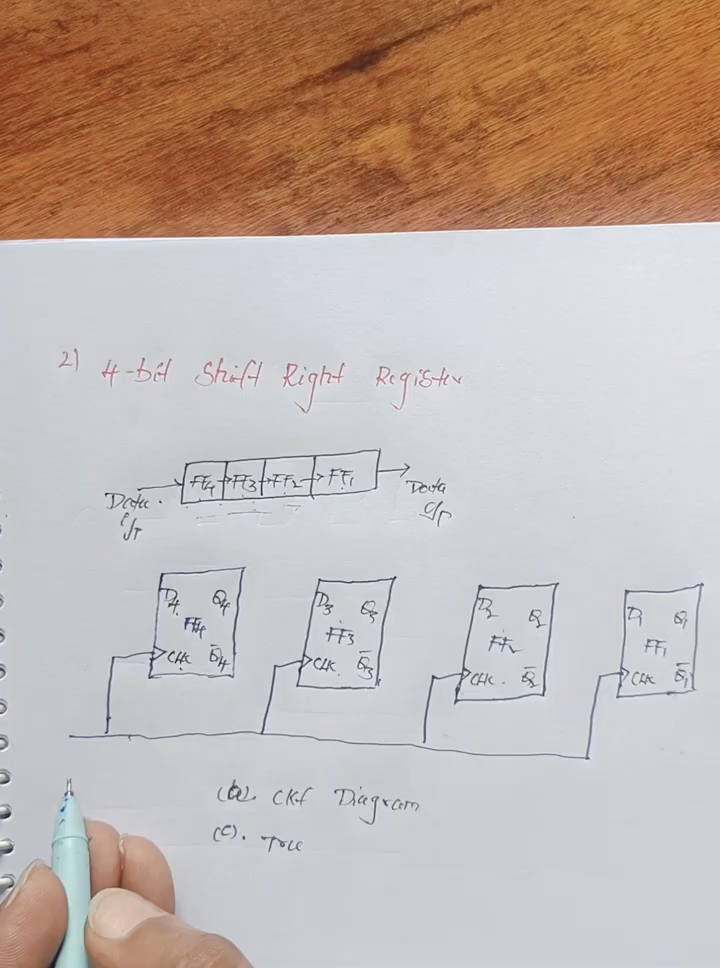 2) 4-bit Shift Right Register
FF4 FF3 FF2 FF1
Data i/p
Data o/p
D4 Q4 D3 Q3 D2 Q2 D1 Q1
FF4 FF3 FF2 FF1
CLK Q̅4 CLK Q̅3 CLK Q̅2 CLK Q̅1
Ckt Diagram
(c).